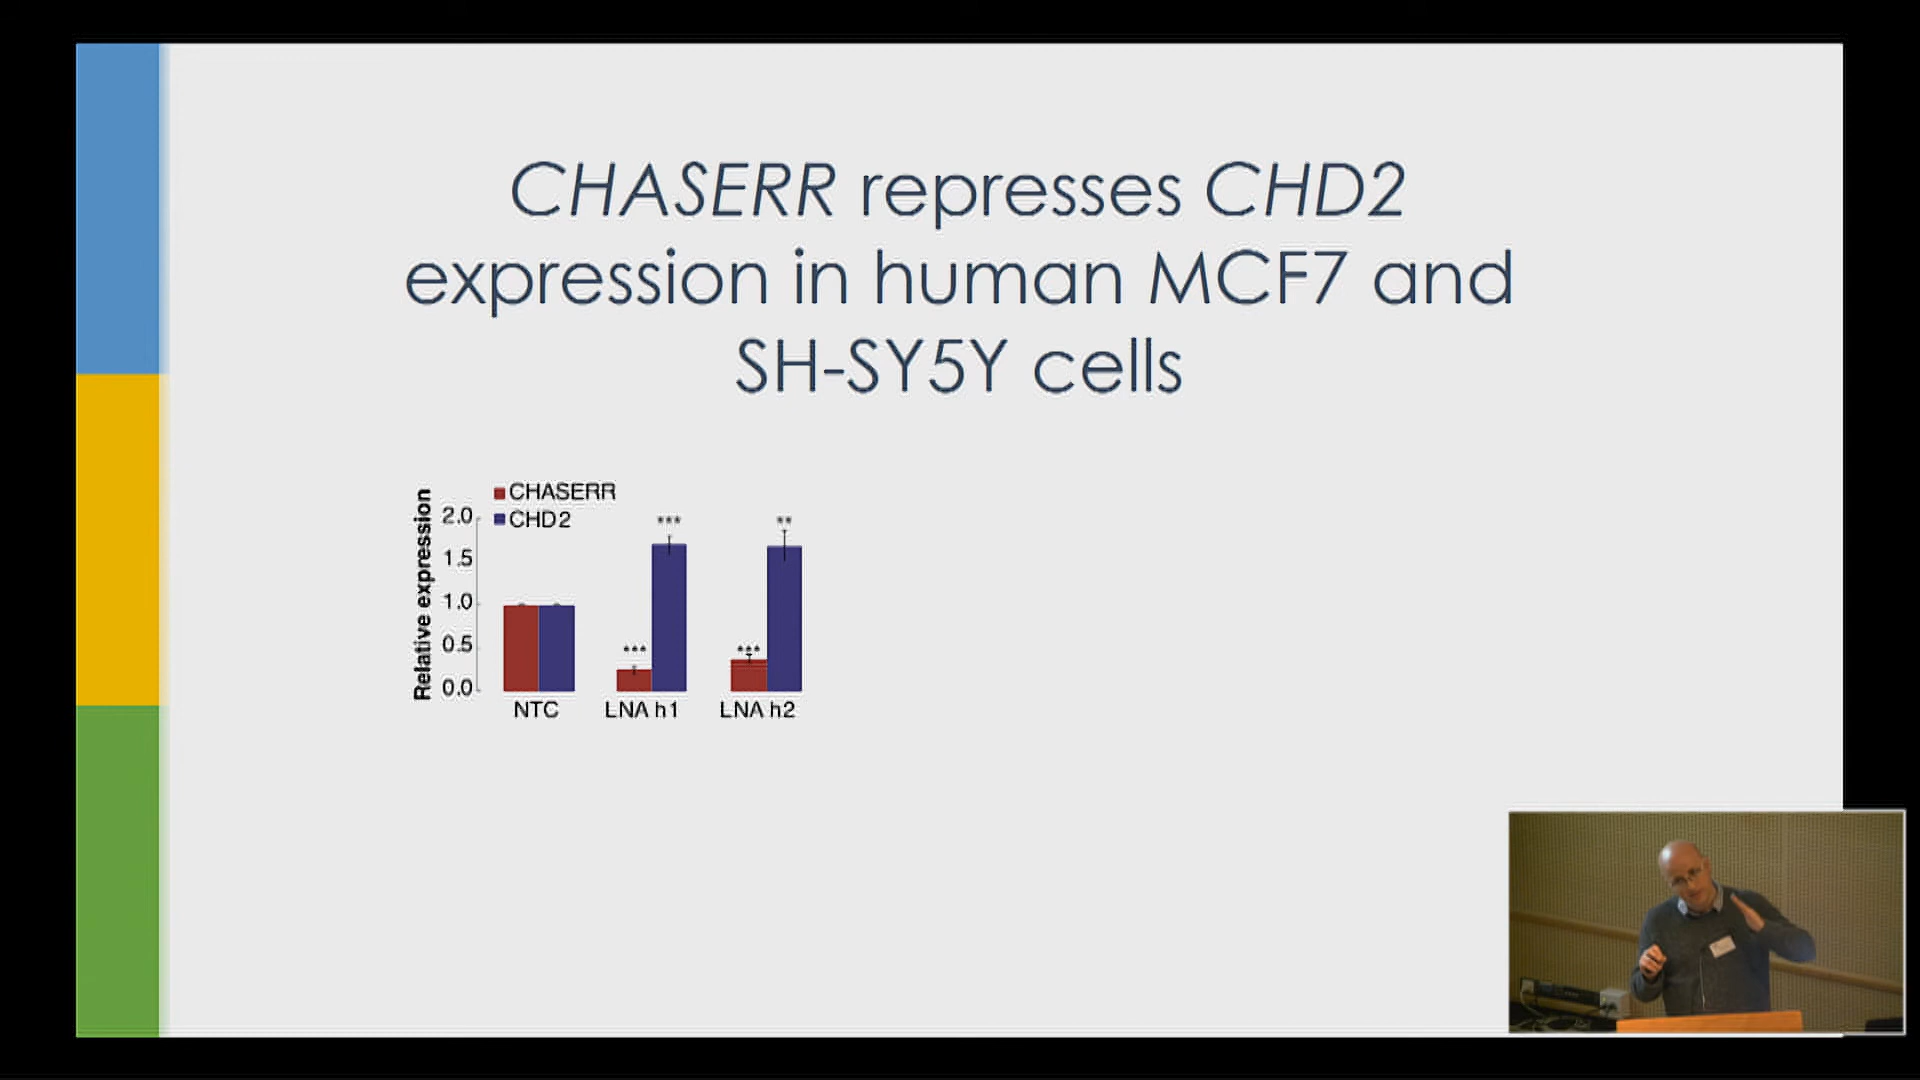 CHASERR represses CHD2
expression in human MCF7 and
SH-SY5Y cells
CHASERR
CHD2
Relative expression
2.0
1.5
1.0
0.5
0.0
***
**
***
***
NTC
LNA h1
LNA h2